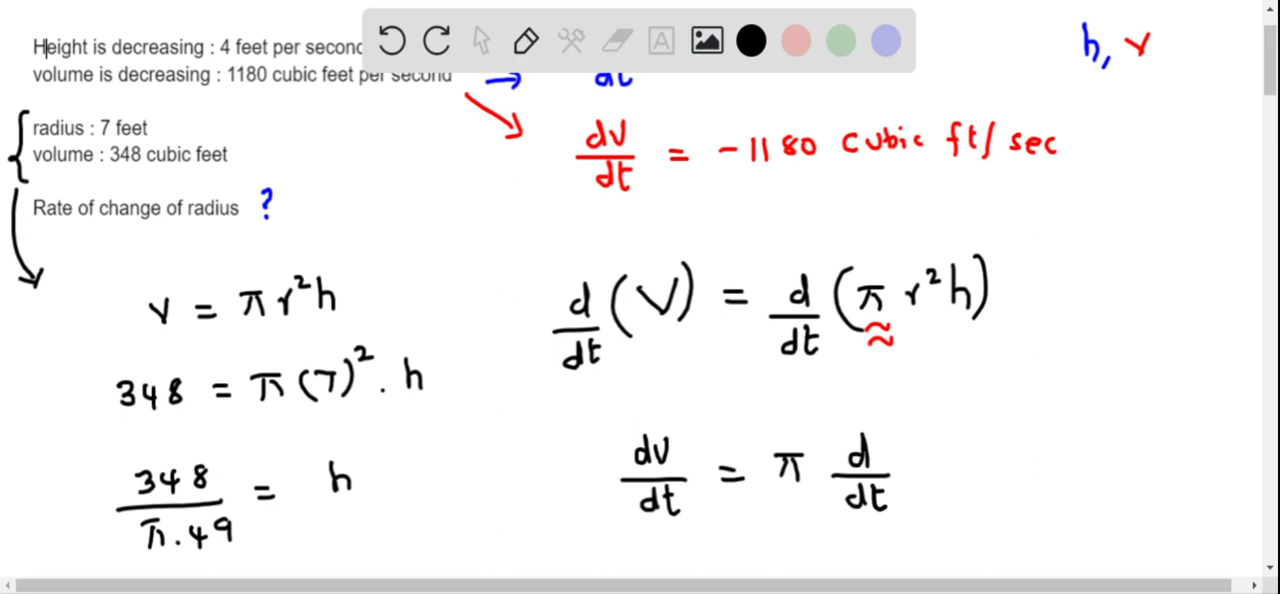 Height is decreasing : 4 feet per second
volume is decreasing : 1180 cubic feet per second
→ dt
h, v
dv/dt = -1180 cubic ft/sec
radius : 7 feet
volume : 348 cubic feet
Rate of change of radius ?
v = πr²h
d/dt (V) = d/dt (π r²h)
348 = π(7)². h
dv/dt = π d/dt
348/π.49 = h
A